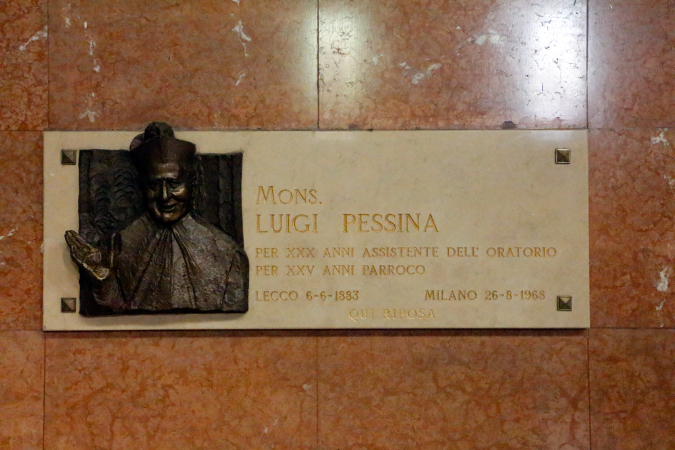 MONS.
LUIGI PESSINA
PER XXX ANNI ASSISTENTE DELL' ORATORIO
PER XXV ANNI PARROCO
LECCO 6-6-1883 MILANO 26-8-1968
QUI RIPOSA